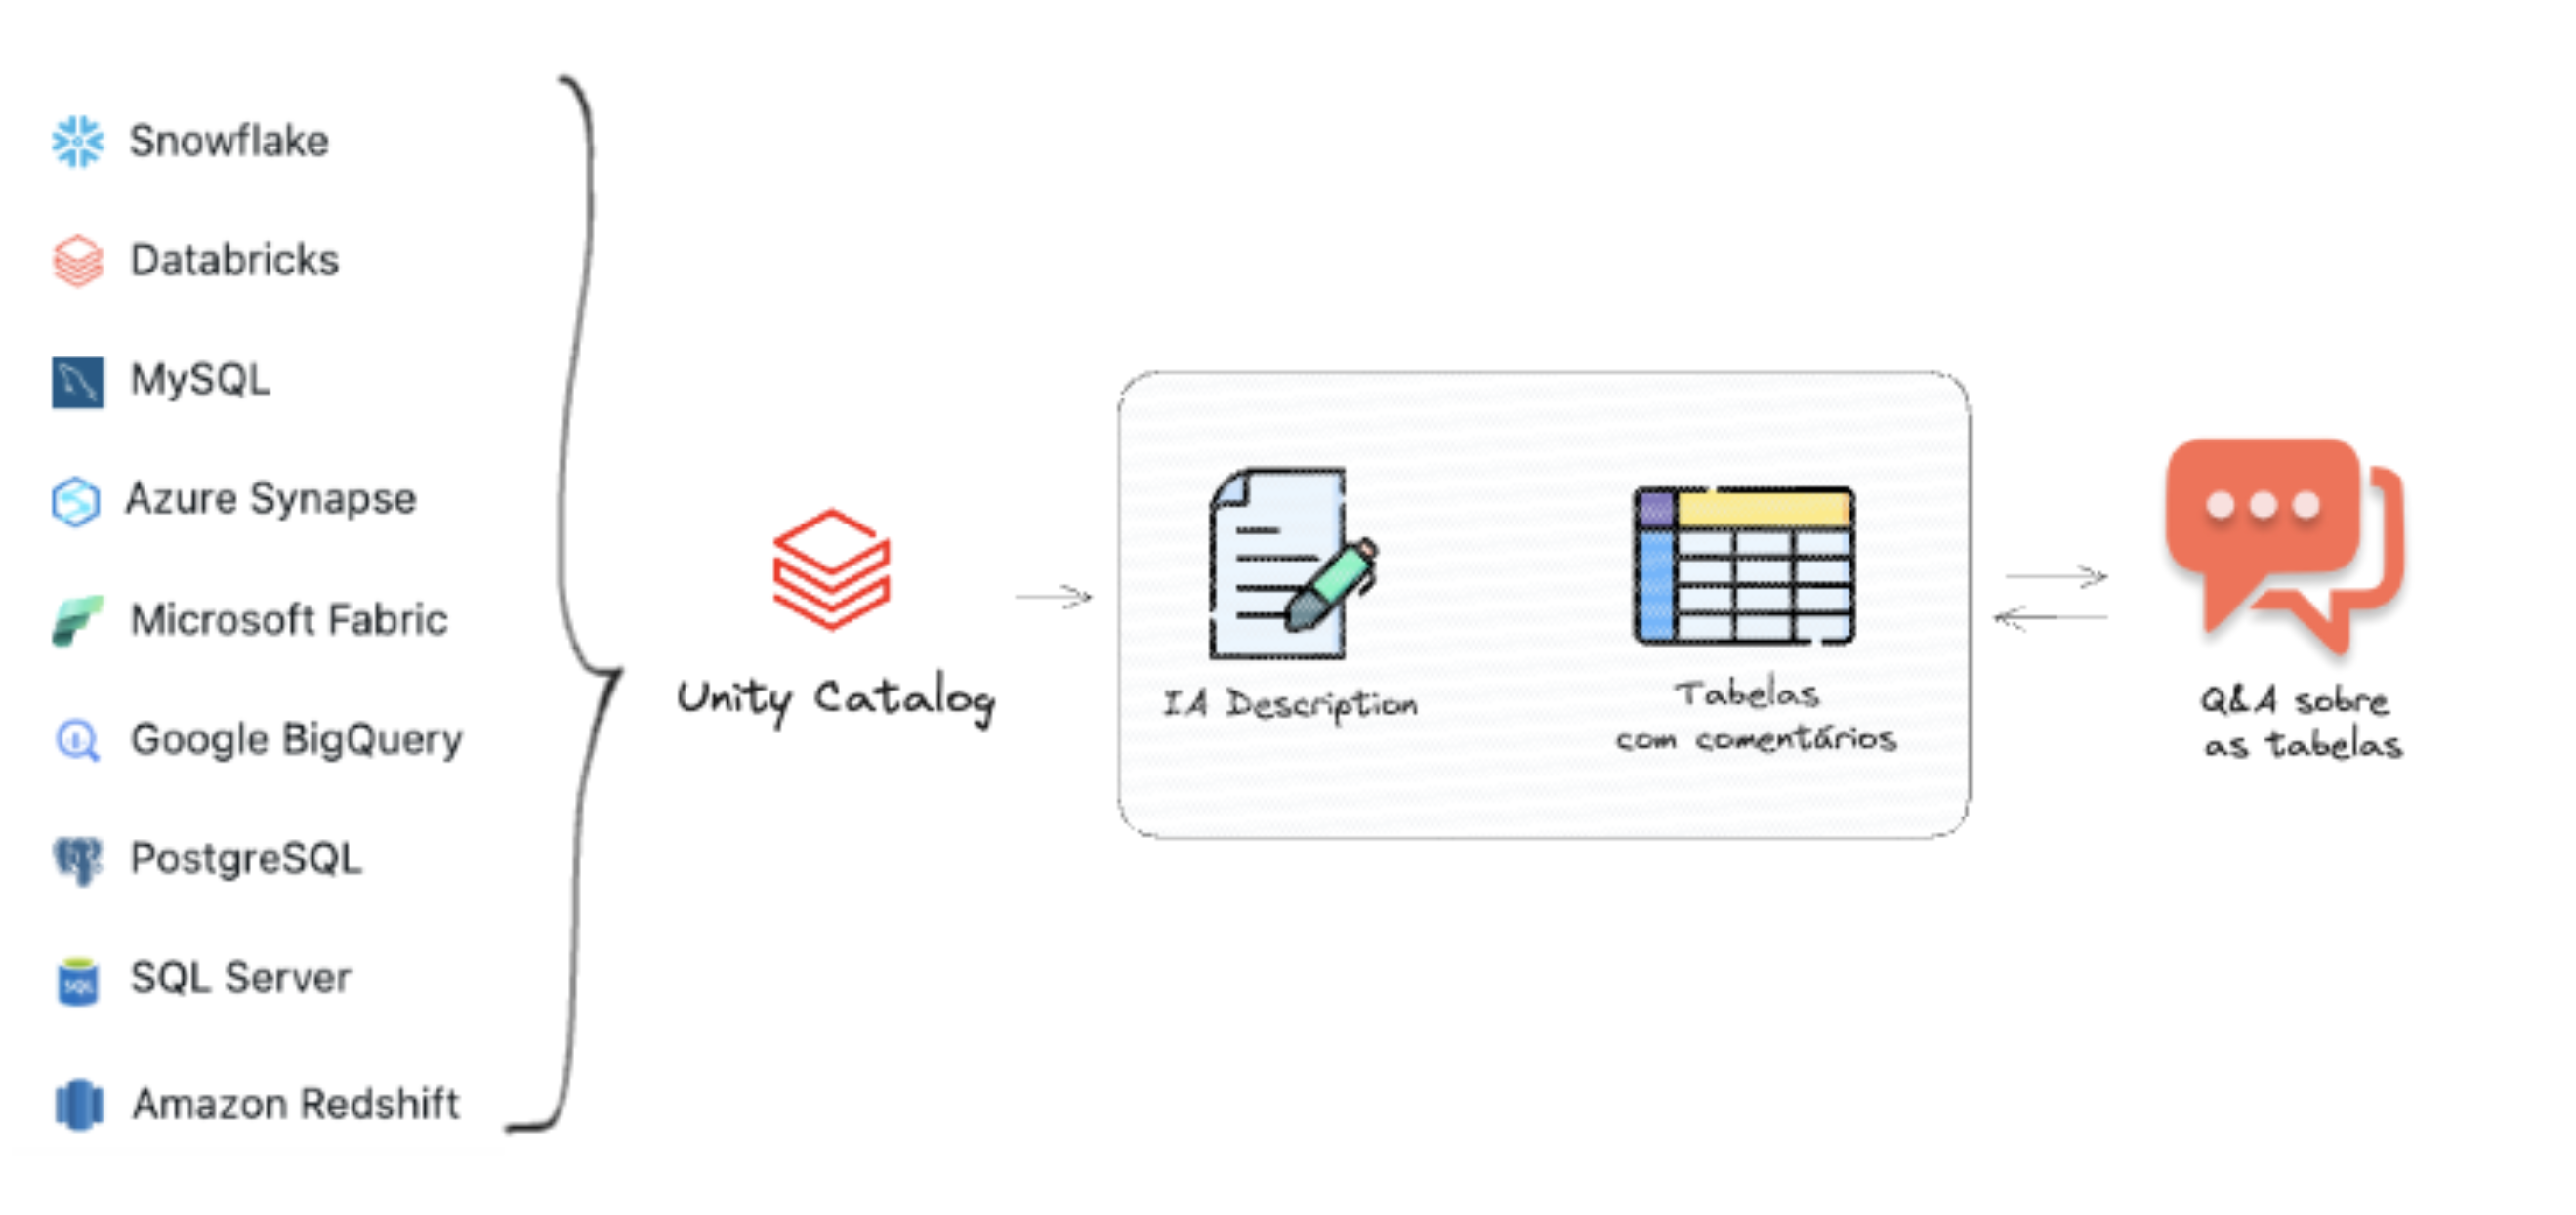 Snowflake
Databricks
MySQL
Azure Synapse
Microsoft Fabric
Google BigQuery
PostgreSQL
SQL Server
SQL
Amazon Redshift
Unity Catalog
IA Description
Tabelas
com comentários
Q&A sobre
as tabelas